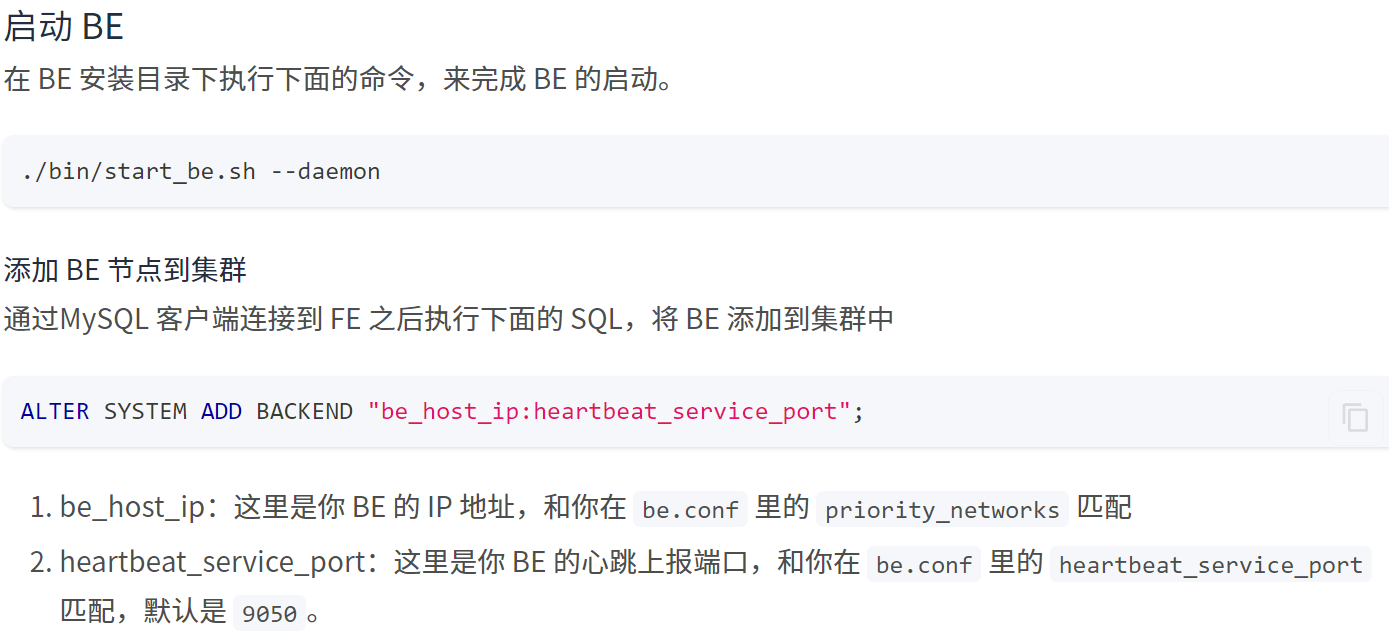 启动 BE
在 BE 安装目录下执行下面的命令，来完成 BE 的启动。
./bin/start_be.sh --daemon
添加 BE 节点到集群
通过MySQL 客户端连接到 FE 之后执行下面的 SQL，将 BE 添加到集群中
ALTER SYSTEM ADD BACKEND "be_host_ip:heartbeat_service_port";
1. be_host_ip：这里是你 BE 的 IP 地址，和你在 be.conf 里的 priority_networks 匹配
2. heartbeat_service_port：这里是你 BE 的心跳上报端口，和你在 be.conf 里的 heartbeat_service_port
匹配，默认是 9050 。